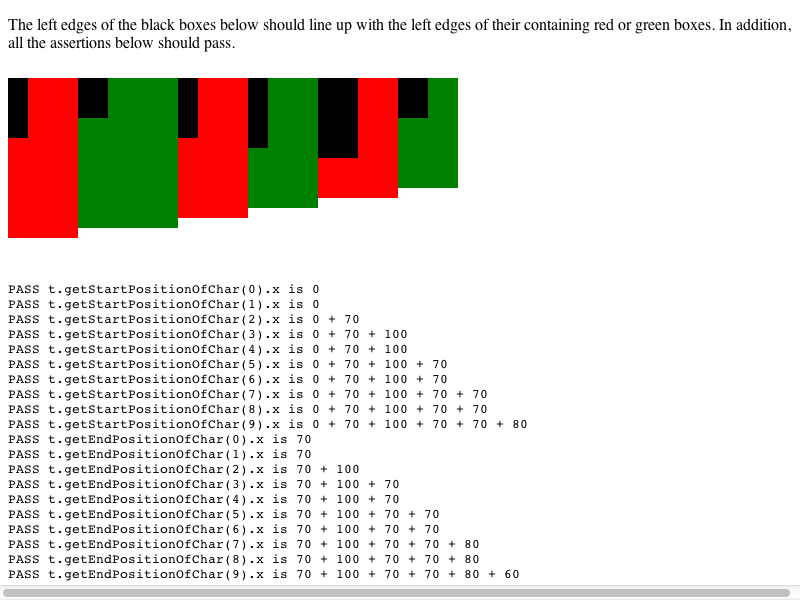 The left edges of the black boxes below should line up with the left edges of their containing red or green boxes. In addition,
all the assertions below should pass.
PASS t.getStartPositionOfChar(0).x is 0
PASS t.getStartPositionOfChar(1).x is 0
PASS t.getStartPositionOfChar(2).x is 0 + 70
PASS t.getStartPositionOfChar(3).x is 0 + 70 + 100
PASS t.getStartPositionOfChar(4).x is 0 + 70 + 100
PASS t.getStartPositionOfChar(5).x is 0 + 70 + 100 + 70
PASS t.getStartPositionOfChar(6).x is 0 + 70 + 100 + 70
PASS t.getStartPositionOfChar(7).x is 0 + 70 + 100 + 70 + 70
PASS t.getStartPositionOfChar(8).x is 0 + 70 + 100 + 70 + 70
PASS t.getStartPositionOfChar(9).x is 0 + 70 + 100 + 70 + 70 + 80
PASS t.getEndPositionOfChar(0).x is 70
PASS t.getEndPositionOfChar(1).x is 70
PASS t.getEndPositionOfChar(2).x is 70 + 100
PASS t.getEndPositionOfChar(3).x is 70 + 100 + 70
PASS t.getEndPositionOfChar(4).x is 70 + 100 + 70
PASS t.getEndPositionOfChar(5).x is 70 + 100 + 70 + 70
PASS t.getEndPositionOfChar(6).x is 70 + 100 + 70 + 70
PASS t.getEndPositionOfChar(7).x is 70 + 100 + 70 + 70 + 80
PASS t.getEndPositionOfChar(8).x is 70 + 100 + 70 + 70 + 80
PASS t.getEndPositionOfChar(9).x is 70 + 100 + 70 + 70 + 80 + 60